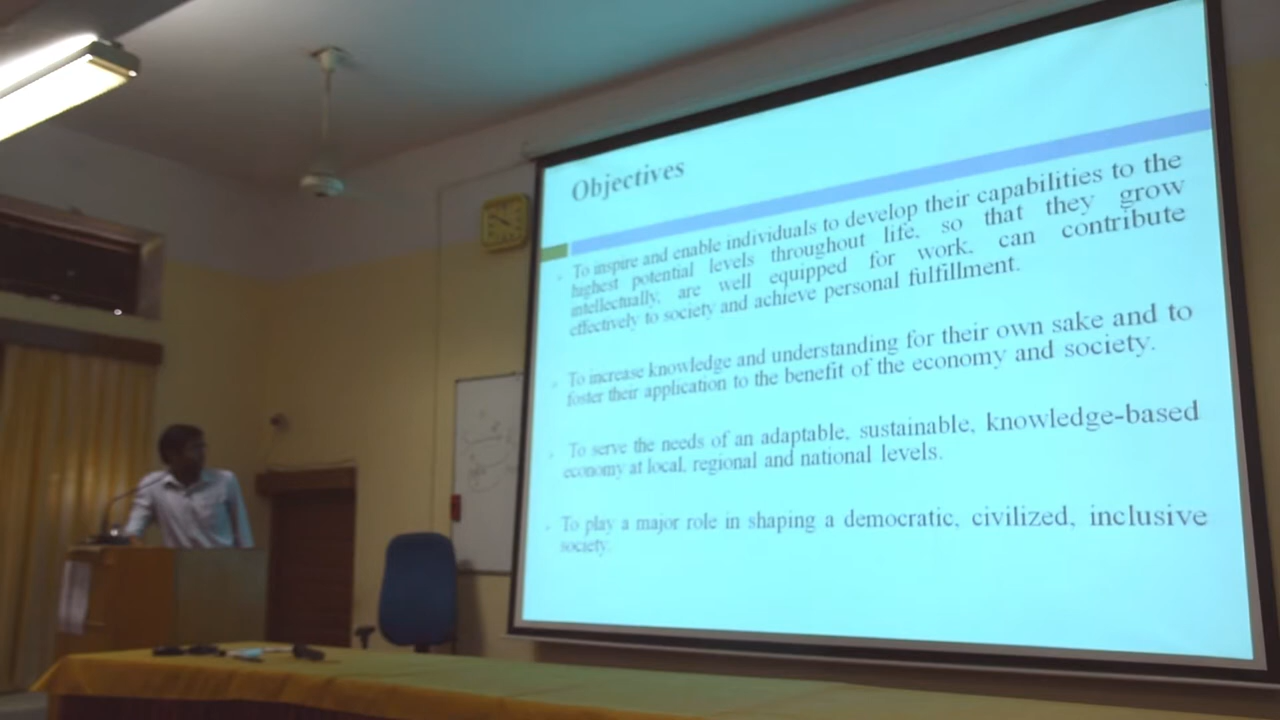 Objectives
To inspire and enable individuals to develop their capabilities to the
highest potential levels throughout life. so that they grow
intellectually, are well equipped for work. can contribute
effectively to society and achieve personal fulfillment.
To increase knowledge and understanding for their own sake and to
foster their application to the benefit of the economy and society.
To serve the needs of an adaptable, sustainable, knowledge-based
economy at local, regional and national levels.
To play a major role in shaping a democratic, civilized, inclusive
society.